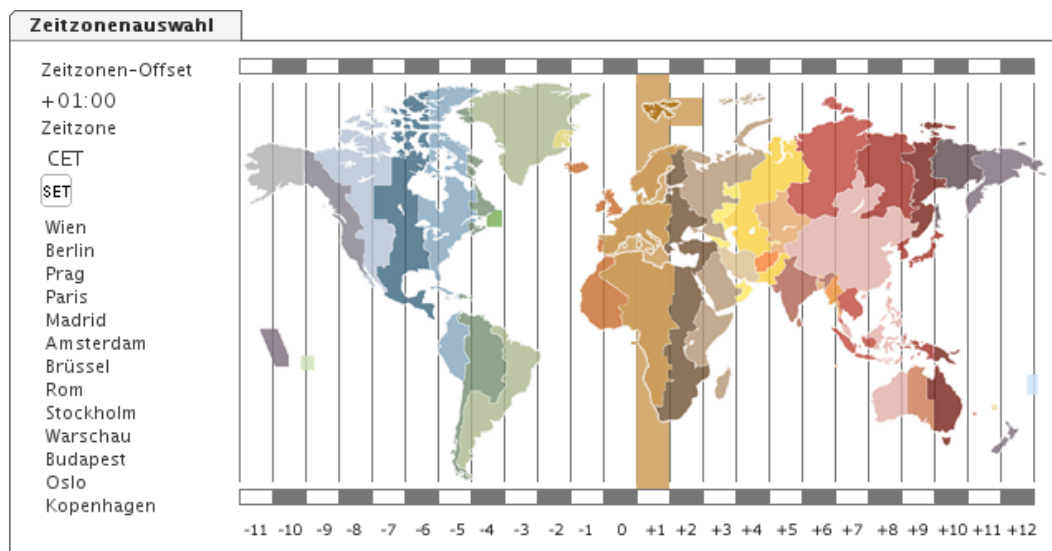 Zeitzonenauswahl
Zeitzonen-Offset
+01:00
Zeitzone
CET
SET
Wien
Berlin
Prag
Paris
Madrid
Amsterdam
Brüssel
Rom
Stockholm
Warschau
Budapest
Oslo
Kopenhagen
-11 -10 -9 -8 -7 -6 -5 -4 -3 -2 -1 0 +1 +2 +3 +4 +5 +6 +7 +8 +9 +10 +11 +12